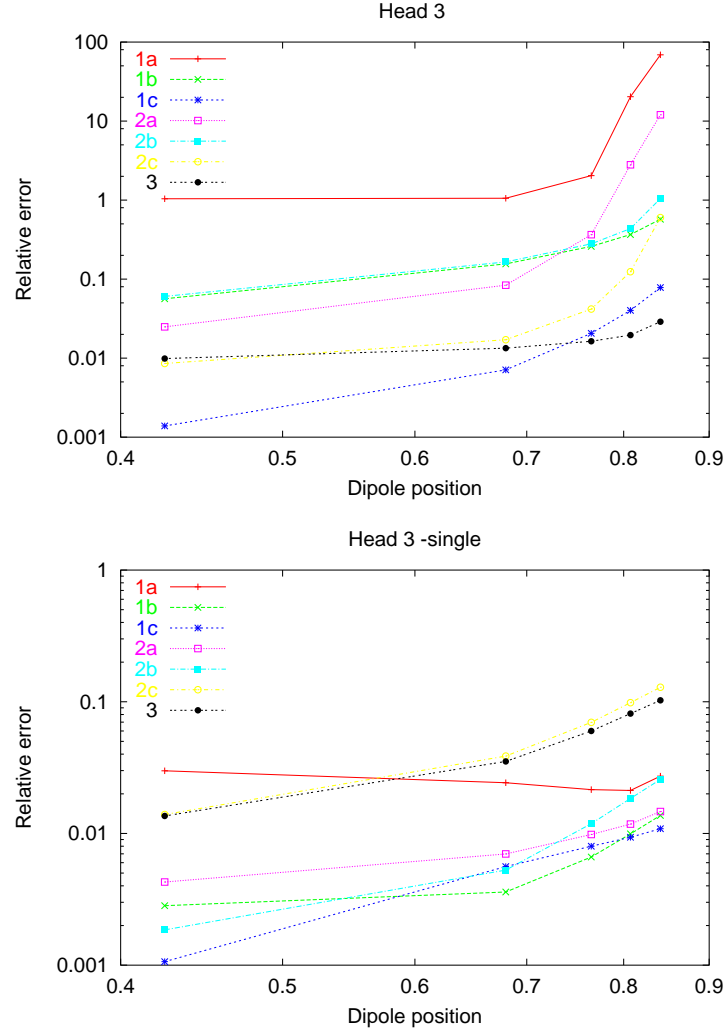 Head 3
100
10
1
0.1
0.01
0.001
Relative error
1a
1b
1c
2a
2b
2c
3
0.4 0.5 0.6 0.7 0.8 0.9
Dipole position
Head 3 -single
1
0.1
0.01
0.001
Relative error
1a
1b
1c
2a
2b
2c
3
0.4 0.5 0.6 0.7 0.8 0.9
Dipole position